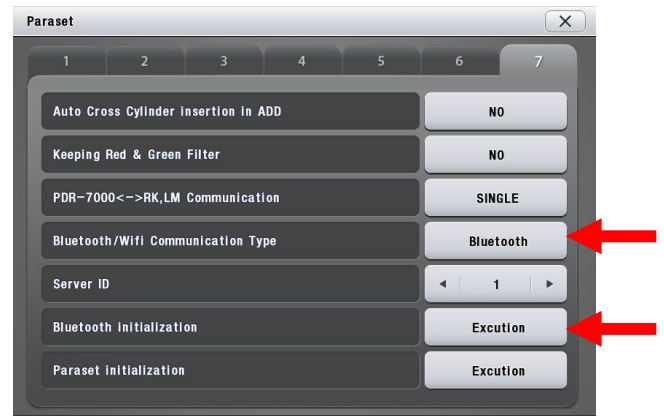 Paraset
1 2 3 4 5 6 7
Auto Cross Cylinder insertion in ADD NO
Keeping Red & Green Filter NO
PDR-7000<->RK,LM Communication SINGLE
Bluetooth/Wifi Communication Type Bluetooth
Server ID 1
Bluetooth initialization Excution
Paraset initialization Excution